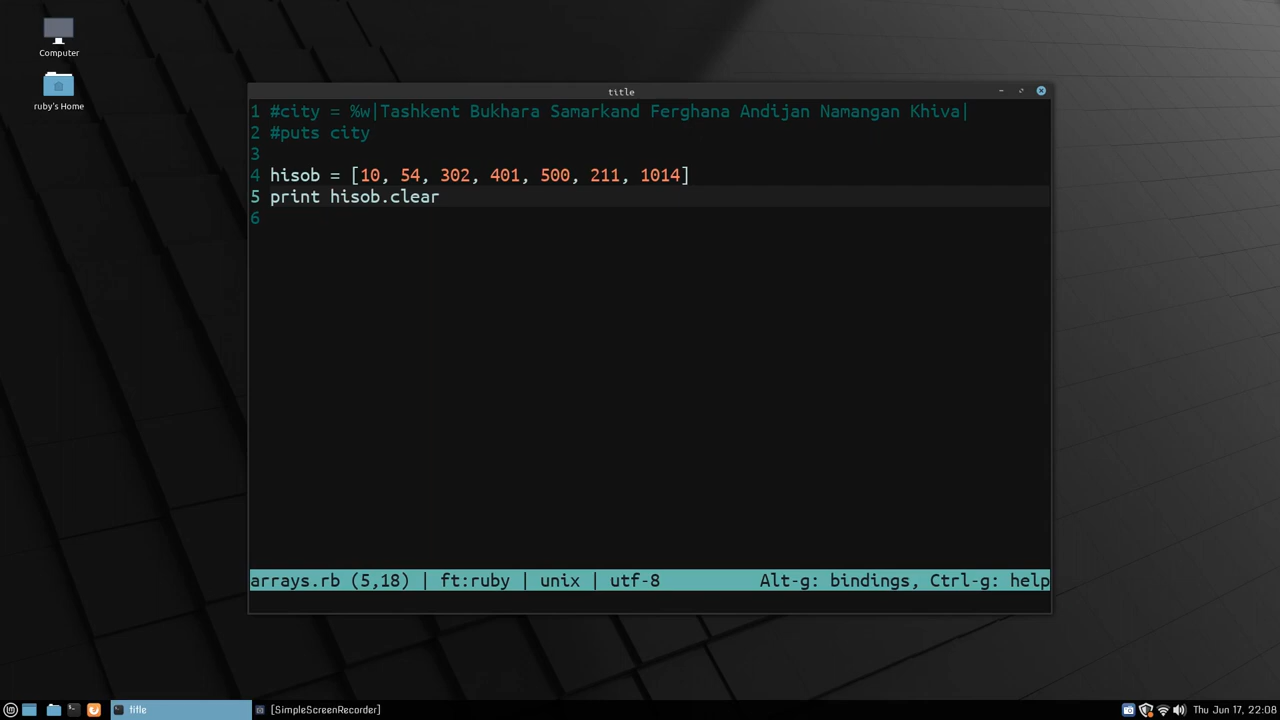 Computer
ruby's Home
title
1 #city = %w|Tashkent Bukhara Samarkand Ferghana Andijan Namangan Khiva|
2 #puts city
3
4 hisob = [10, 54, 302, 401, 500, 211, 1014]
5 print hisob.clear
6
arrays.rb (5,18) | ft:ruby | unix | utf-8 Alt-g: bindings, Ctrl-g: help
title [SimpleScreenRecorder] Thu Jun 17, 22:08